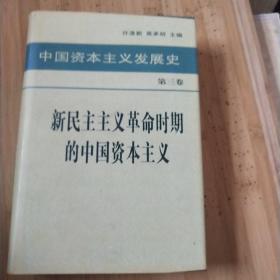 许涤新 吴承明 主编
中国资本主义发展史
第三卷
新民主主义革命时期
的中国资本主义